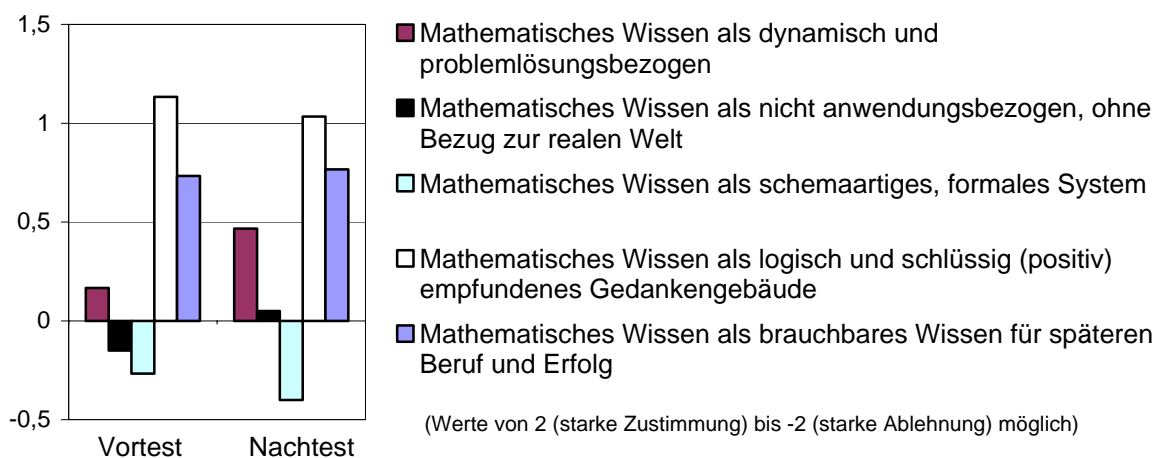 1,5
1
0,5
0
-0,5
Vortest
Nachtest
Mathematisches Wissen als dynamisch und
problemlösungsbezogen
Mathematisches Wissen als nicht anwendungsbezogen, ohne
Bezug zur realen Welt
Mathematisches Wissen als schemaartiges, formales System
Mathematisches Wissen als logisch und schlüssig (positiv)
empfundenes Gedankengebäude
Mathematisches Wissen als brauchbares Wissen für späteren
Beruf und Erfolg
(Werte von 2 (starke Zustimmung) bis -2 (starke Ablehnung) möglich)